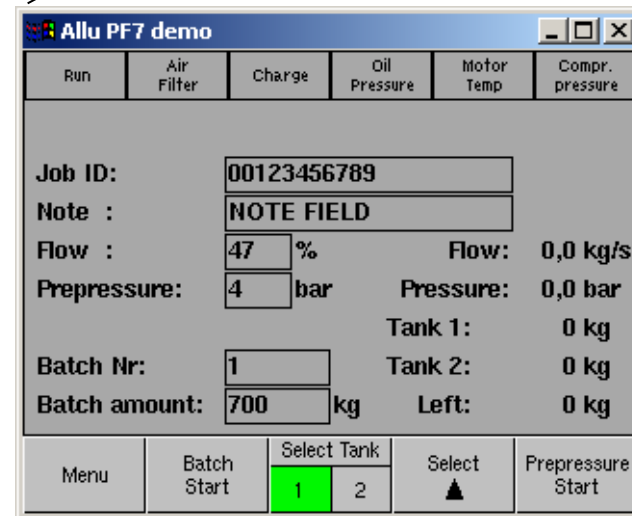 Allu PF7 demo
Run Air Filter Charge Oil Pressure Motor Temp Compr. pressure
Job ID: 00123456789
Note : NOTE FIELD
Flow : 47 % Flow: 0,0 kg/s
Prepressure: 4 bar Pressure: 0,0 bar
Tank 1: 0 kg
Batch Nr: 1 Tank 2: 0 kg
Batch amount: 700 kg Left: 0 kg
Menu Batch Start Select Tank 1 2 Select ▲ Prepressure Start